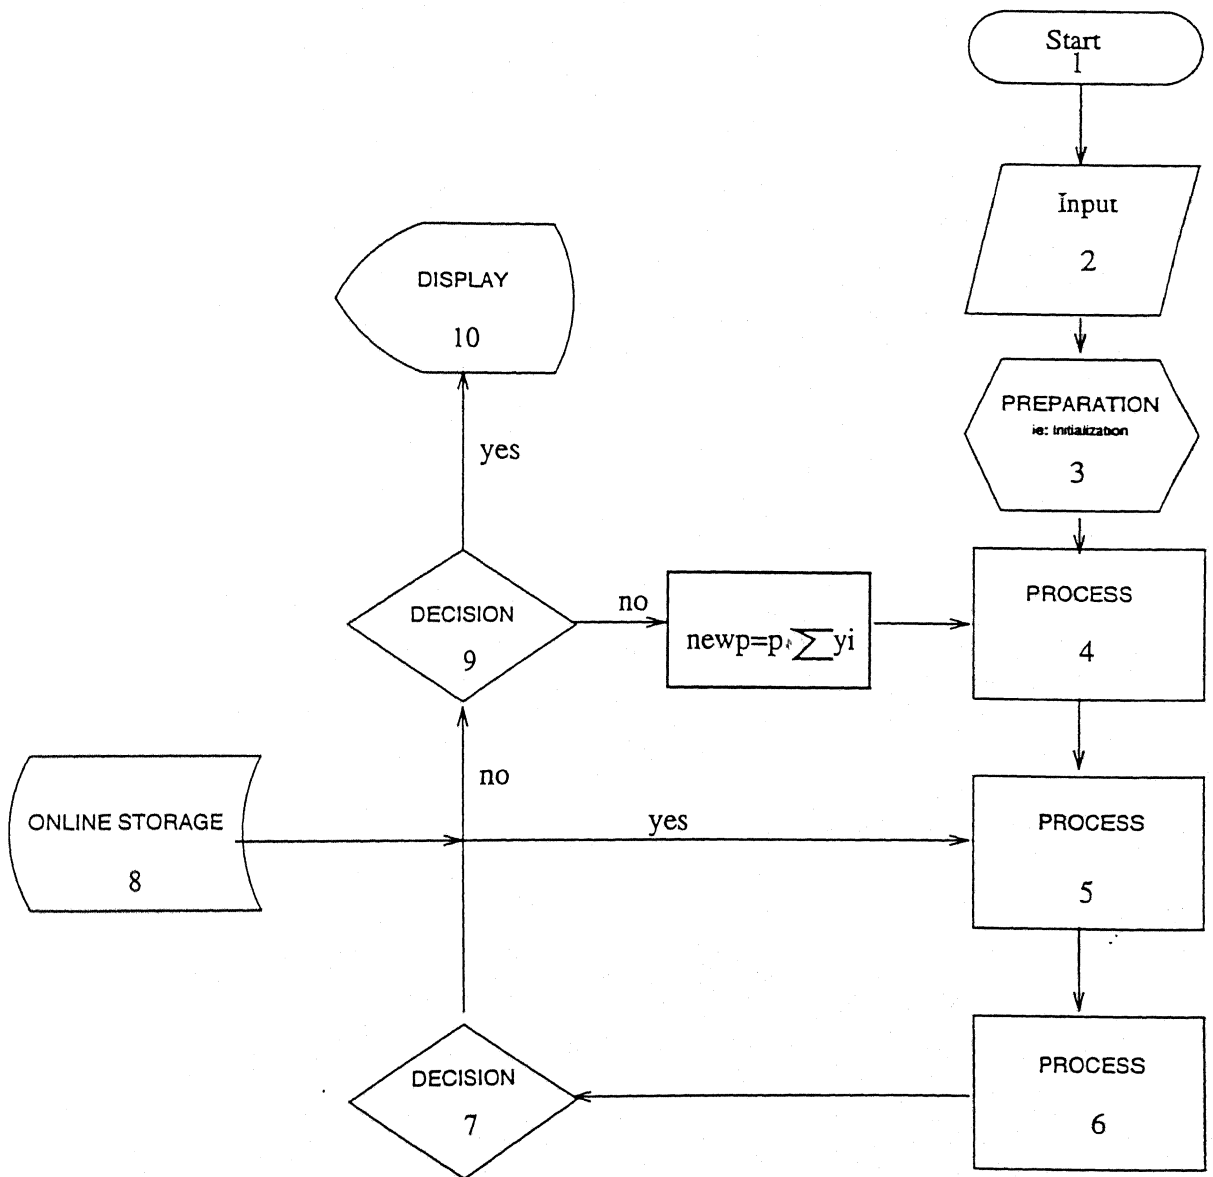 Start
1
Input
2
PREPARATION
ie: Initialization
3
PROCESS
4
PROCESS
5
PROCESS
6
DECISION
7
ONLINE STORAGE
8
yes
no
DECISION
9
no
newp=p. ∑yi
yes
DISPLAY
10